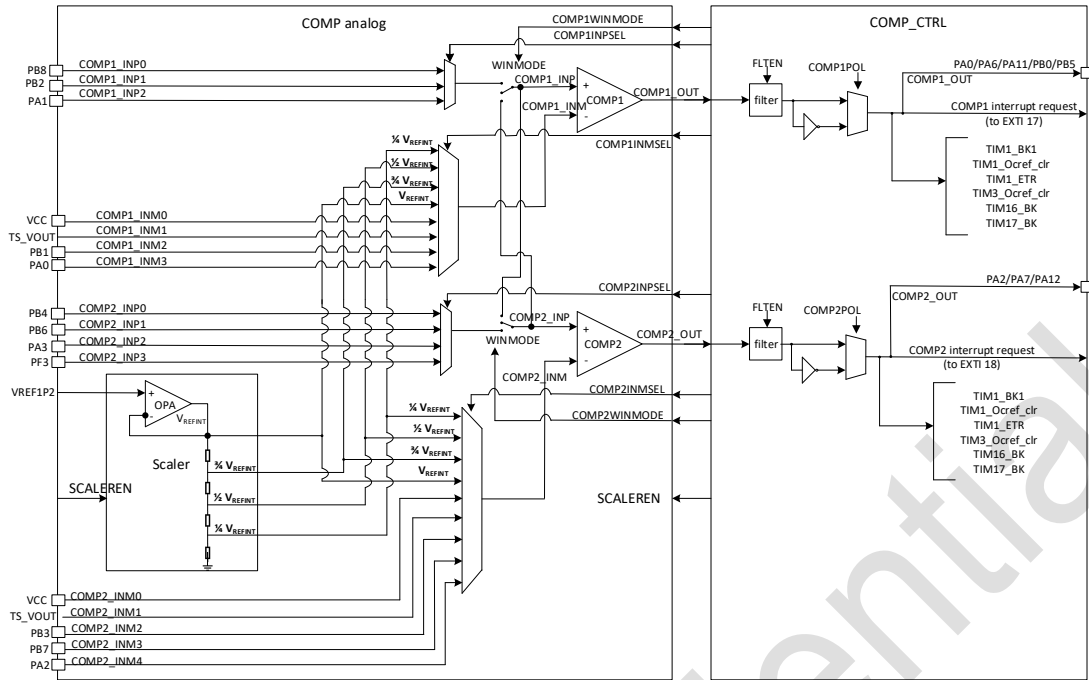 COMP analog
COMP_CTRL
COMP1WINMODE
COMP1INPSEL
WINMODE
PB8 COMP1_INP0
PB2 COMP1_INP1
PA1 COMP1_INP2
COMP1_INP
COMP1_INM
+
-
COMP1
COMP1_OUT
FLTEN
filter
COMP1POL
PA0/PA6/PA11/PB0/PB5
COMP1_OUT
COMP1 interrupt request
(to EXTI 17)
COMP1INMSEL
TIM1_BK1
TIM1_Ocref_clr
TIM1_ETR
TIM3_Ocref_clr
TIM16_BK
TIM17_BK
¼ VREFINT
½ VREFINT
¾ VREFINT
VREFINT
VCC COMP1_INM0
TS_VOUT COMP1_INM1
PB1 COMP1_INM2
PA0 COMP1_INM3
COMP2INPSEL
PB4 COMP2_INP0
PB6 COMP2_INP1
PA3 COMP2_INP2
PF3 COMP2_INP3
COMP2_INP
WINMODE
+
-
COMP2
COMP2_OUT
COMP2_INM
FLTEN
filter
COMP2POL
PA2/PA7/PA12
COMP2_OUT
COMP2 interrupt request
(to EXTI 18)
COMP2INMSEL
COMP2WINMODE
TIM1_BK1
TIM1_Ocref_clr
TIM1_ETR
TIM3_Ocref_clr
TIM16_BK
TIM17_BK
VREF1P2
+
-
OPA
VREFINT
Scaler
¾ VREFINT
½ VREFINT
¼ VREFINT
SCALEREN
¼ VREFINT
½ VREFINT
¾ VREFINT
VREFINT
SCALEREN
VCC COMP2_INM0
TS_VOUT COMP2_INM1
PB3 COMP2_INM2
PB7 COMP2_INM3
PA2 COMP2_INM4
ential